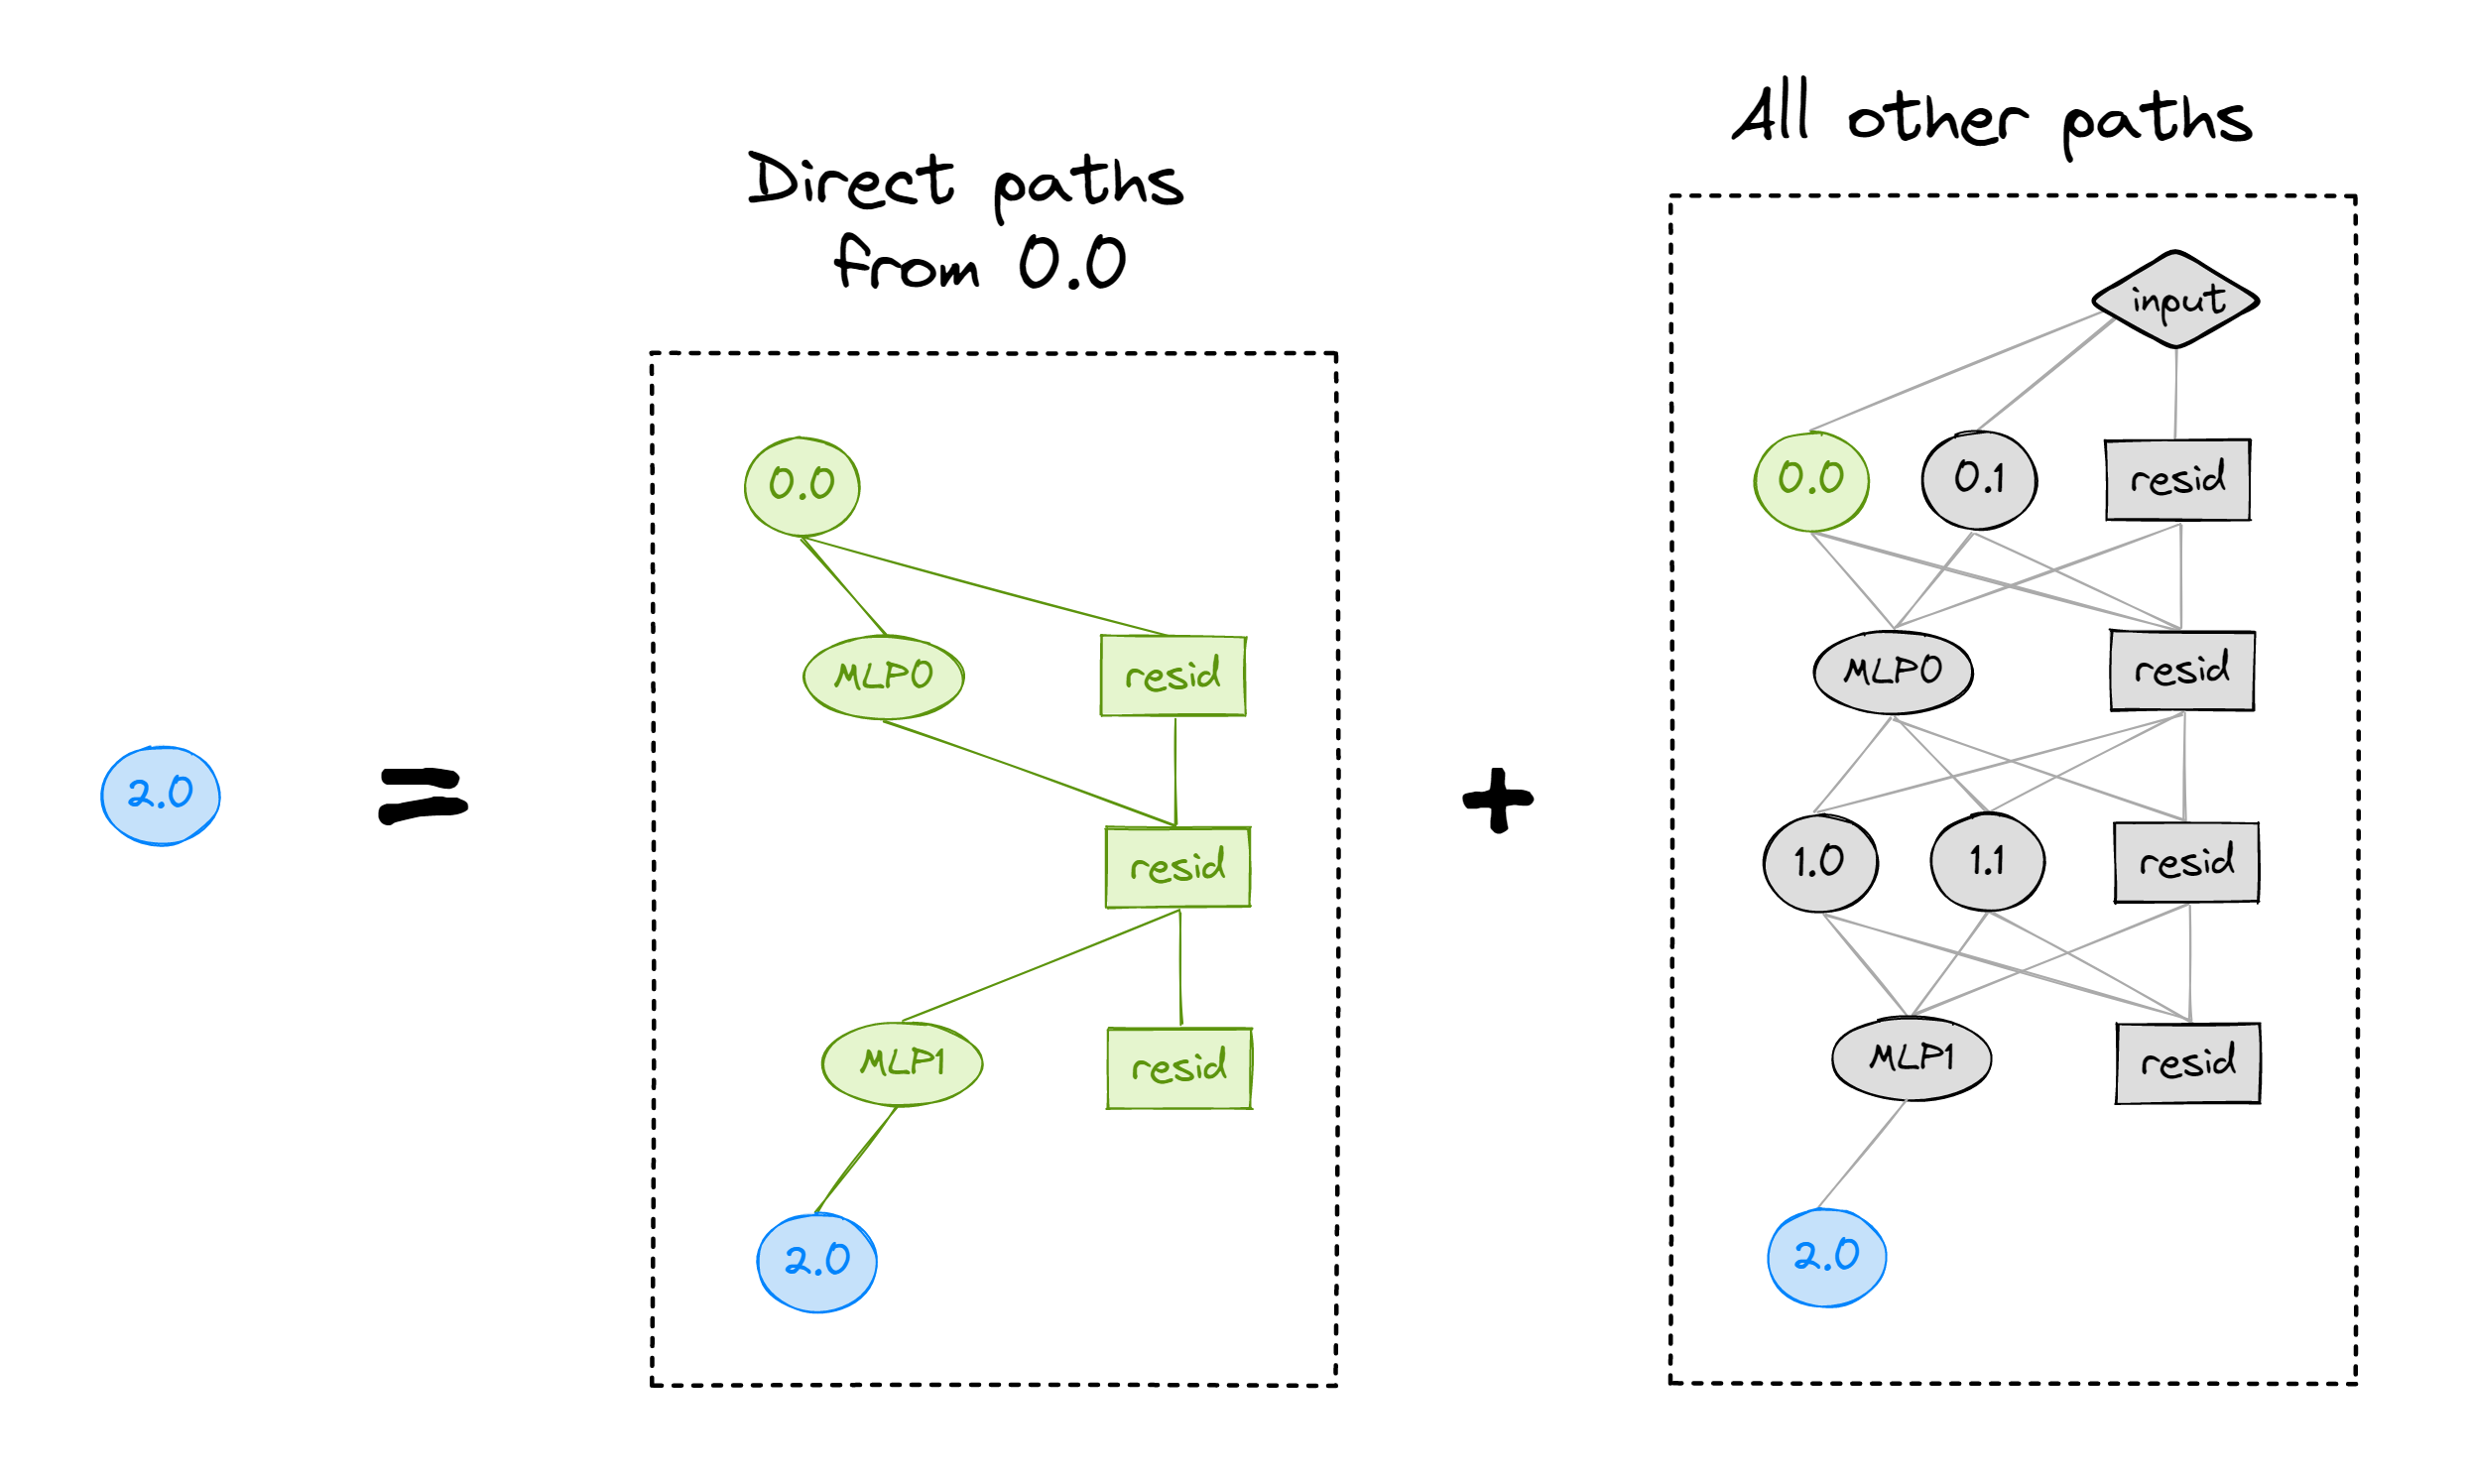 All other paths
Direct paths
from 0.0
input
0.0
0.0 0.1 resid
MLP0 resid
MLP0 resid
2.0 = + 
resid
1.0 1.1 resid
MLP1 resid
MLP1 resid
2.0
2.0